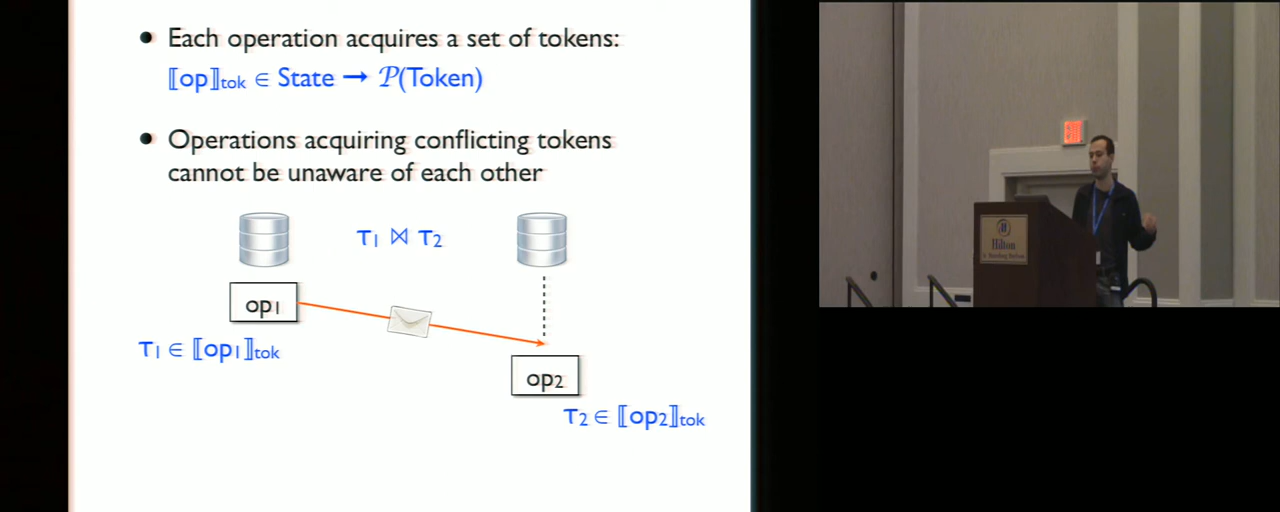 • Each operation acquires a set of tokens:
⟦op⟧tok ∈ State → 𝒫(Token)
• Operations acquiring conflicting tokens
cannot be unaware of each other
τ1 ⋈ τ2
op1
τ1 ∈ ⟦op1⟧tok
op2
τ2 ∈ ⟦op2⟧tok
Hilton